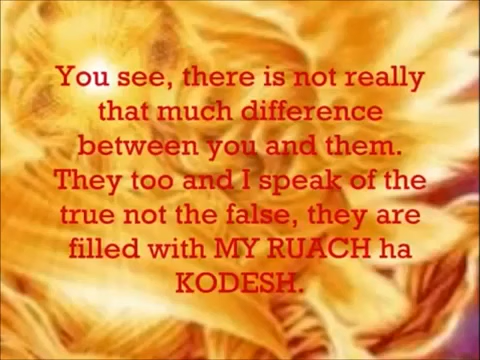 You see, there is not really
that much difference
between you and them.
They too and I speak of the
true not the false, they are
filled with MY RUACH ha
KODESH.